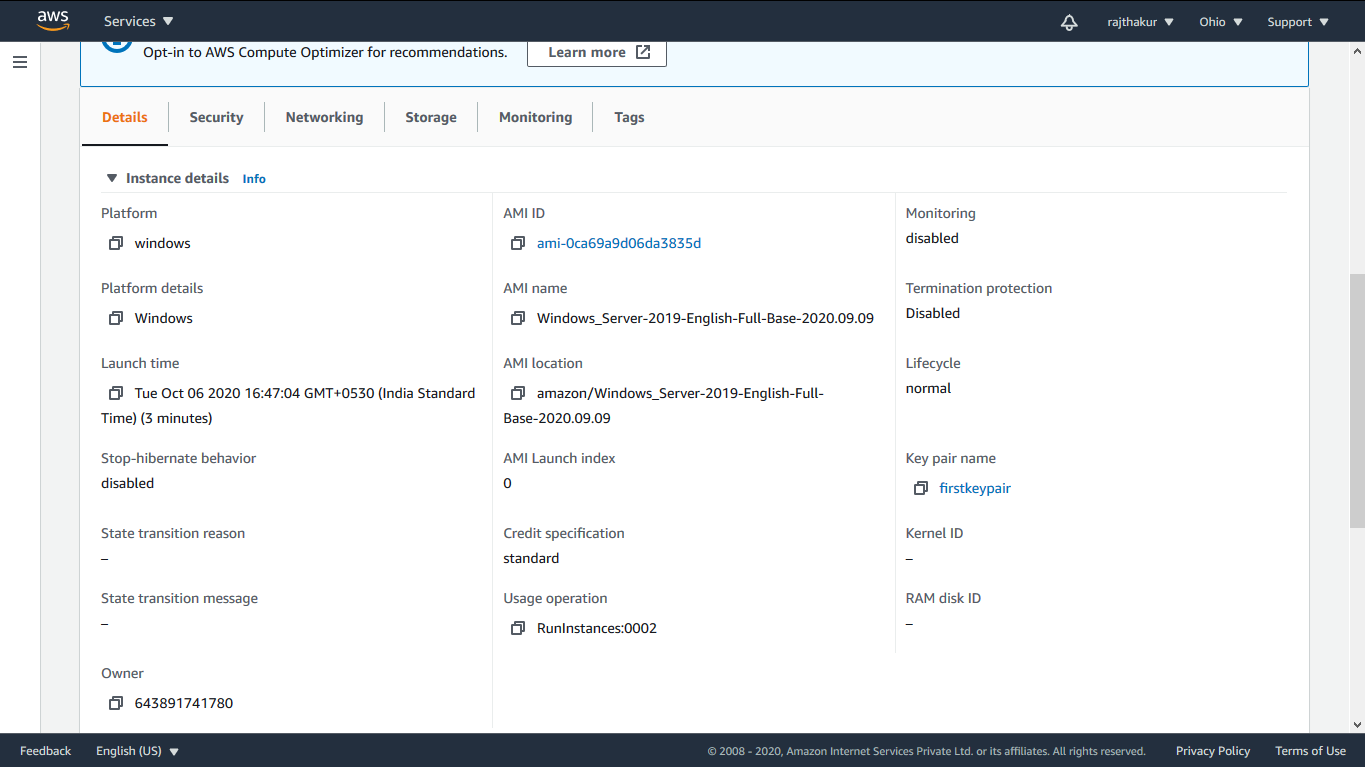 aws Services rajthakur Ohio Support
Opt-in to AWS Compute Optimizer for recommendations. Learn more
Details Security Networking Storage Monitoring Tags
Instance details Info
Platform
windows
Platform details
Windows
Launch time
Tue Oct 06 2020 16:47:04 GMT+0530 (India Standard
Time) (3 minutes)
Stop-hibernate behavior
disabled
State transition reason
–
State transition message
–
Owner
643891741780
AMI ID
ami-0ca69a9d06da3835d
AMI name
Windows_Server-2019-English-Full-Base-2020.09.09
AMI location
amazon/Windows_Server-2019-English-Full-
Base-2020.09.09
AMI Launch index
0
Credit specification
standard
Usage operation
RunInstances:0002
Monitoring
disabled
Termination protection
Disabled
Lifecycle
normal
Key pair name
firstkeypair
Kernel ID
–
RAM disk ID
–
Feedback English (US) © 2008 - 2020, Amazon Internet Services Private Ltd. or its affiliates. All rights reserved. Privacy Policy Terms of Use